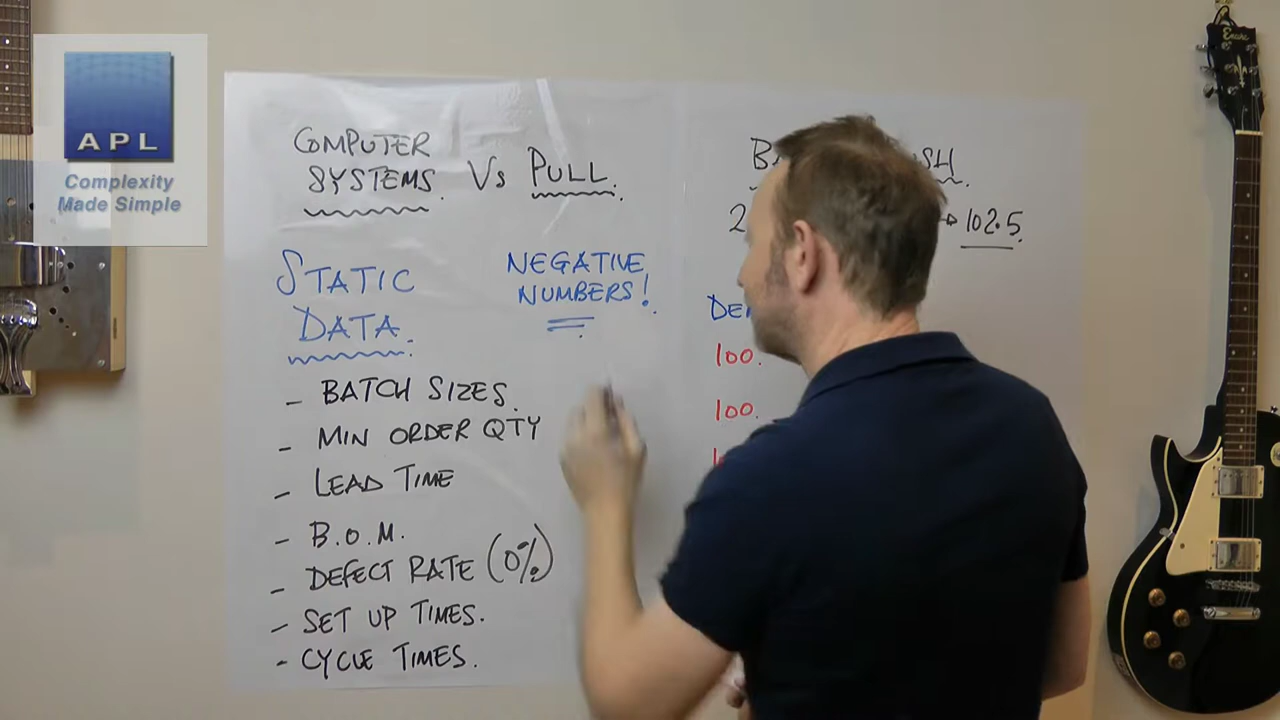 APL
Complexity
Made Simple
COMPUTER
SYSTEMS. Vs PULL.
STATIC
DATA.
NEGATIVE
NUMBERS!
- BATCH SIZES.
- MIN ORDER QTY
- LEAD TIME
- B.O.M.
- DEFECT RATE (0%)
- SET UP TIMES.
- CYCLE TIMES.
102.5
100.
100.
Encore